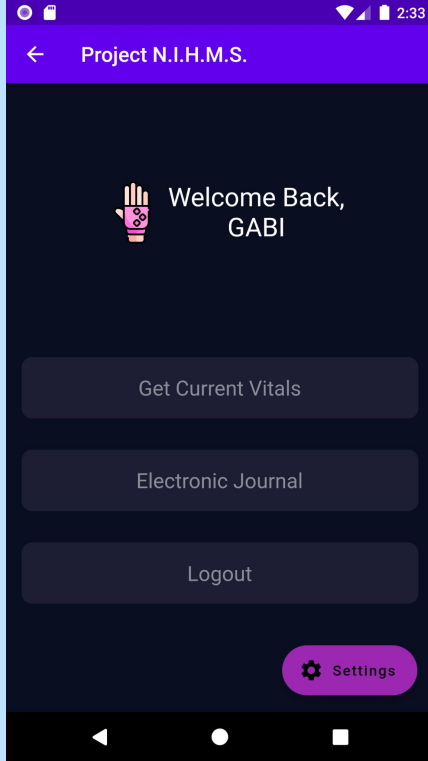 2:33
Project N.I.H.M.S.
Welcome Back,
GABI
Get Current Vitals
Electronic Journal
Logout
Settings